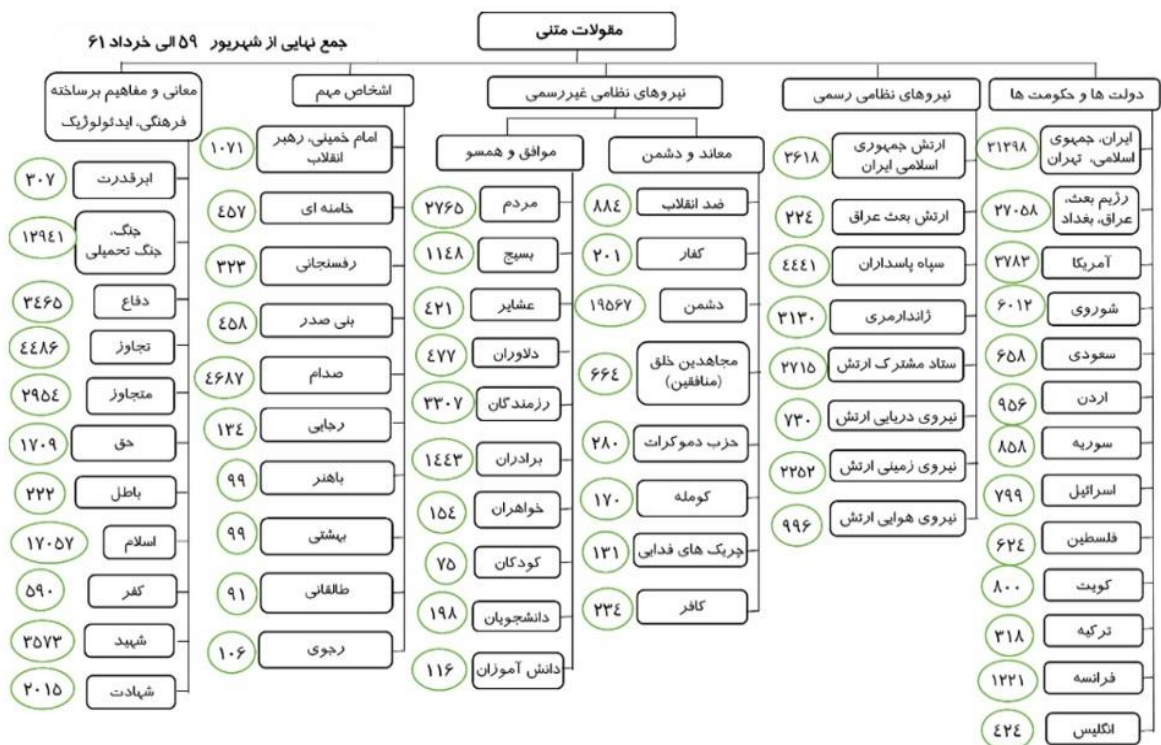 مقولات متنی
جمع نهایی از شهریور ۵۹ الی خرداد ۶۱
دولت ها و حکومت ها
ایران، جمهوی
اسلامی، تهران
۳۱۳۹۸
رژیم بعث،
عراق، بغداد
۲۷۰۵۸
آمریکا
۳۷۸۳
شوروی
۶۰۱۲
سعودی
۶۵۸
اردن
۹۵۶
سوریه
۸۵۸
اسرائیل
۷۹۹
فلسطین
۶۲۴
کویت
۸۰۰
ترکیه
۳۱۸
فرانسه
۱۲۲۱
انگلیس
۴۲۴
نیروهای نظامی رسمی
ارتش جمهوری
اسلامی ایران
۳۶۱۸
ارتش بعث عراق
۲۲۴
سپاه پاسداران
۴۴۴۱
ژاندارمری
۳۱۳۰
ستاد مشترک ارتش
۲۷۱۵
نیروی دریایی ارتش
۷۳۰
نیروی زمینی ارتش
۲۲۵۲
نیروی هوایی ارتش
۹۹۶
نیروهای نظامی غیررسمی
معاند و دشمن
ضد انقلاب
۸۸۴
کفار
۲۰۱
دشمن
۱۹۵۶۷
مجاهدین خلق
(منافقین)
۶۶۴
حزب دموکرات
۲۸۰
کومله
۱۷۰
چریک های فدایی
۱۳۱
کافر
۲۳۴
موافق و همسو
مردم
۲۷۶۵
بسیج
۱۱۴۸
عشایر
۴۲۱
دلاوران
۴۷۷
رزمندگان
۳۳۰۷
برادران
۱۴۴۳
خواهران
۱۵۴
کودکان
۷۵
دانشجویان
۱۹۸
دانش آموزان
۱۱۶
اشخاص مهم
امام خمینی، رهبر
انقلاب
۱۰۷۱
خامنه ای
۴۵۷
رفسنجانی
۳۲۳
بنی صدر
۴۵۸
صدام
۴۶۸۷
رجایی
۱۳۴
باهنر
۹۹
بهشتی
۹۹
طالقانی
۹۱
رجوی
۱۰۶
معانی و مفاهیم برساخته
فرهنگی، ایدئولوژیک
ابرقدرت
۳۰۷
جنگ،
جنگ تحمیلی
۱۲۹۴۱
دفاع
۳۴۶۵
تجاوز
۴۴۸۶
متجاوز
۲۹۵۴
حق
۱۷۰۹
باطل
۲۲۲
اسلام
۱۷۰۵۷
کفر
۵۹۰
شهید
۳۵۷۳
شهادت
۲۰۱۵